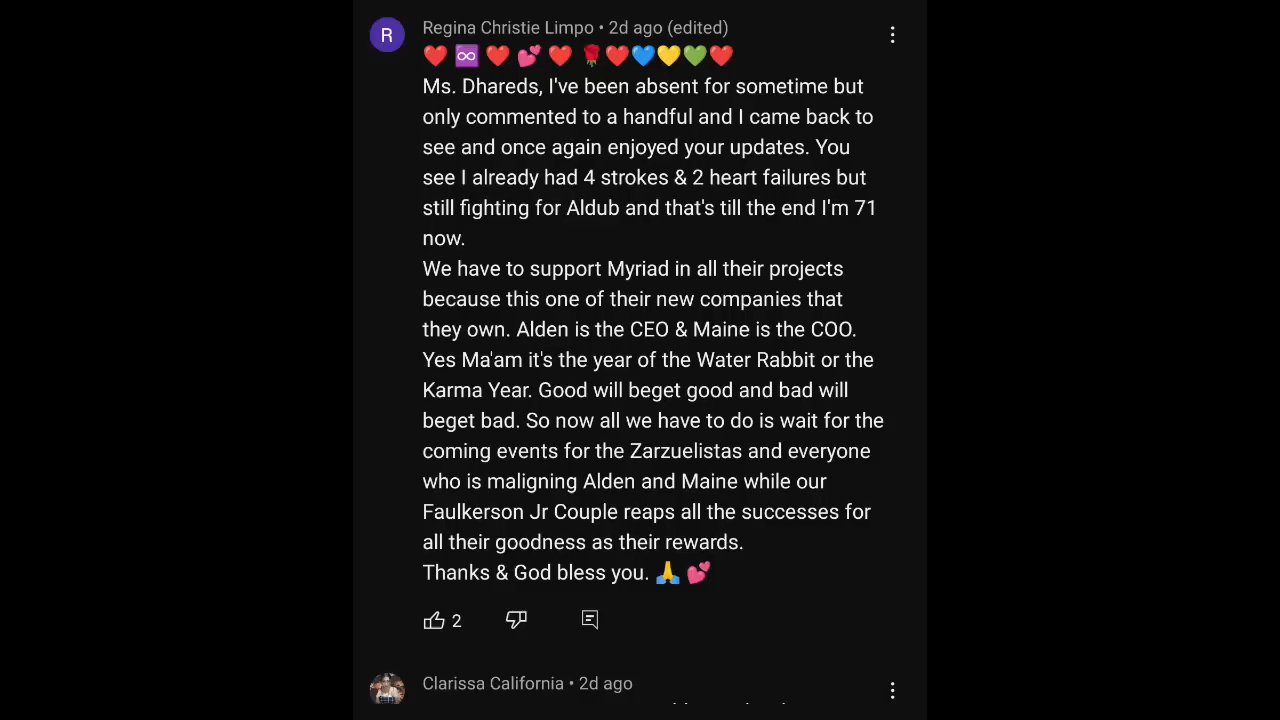 R
Regina Christie Limpo • 2d ago (edited)
❤️ ♾️ ❤️ 💕 ❤️ 🌹❤️💙💛💚❤️
Ms. Dhareds, I've been absent for sometime but
only commented to a handful and I came back to
see and once again enjoyed your updates. You
see I already had 4 strokes & 2 heart failures but
still fighting for Aldub and that's till the end I'm 71
now.
We have to support Myriad in all their projects
because this one of their new companies that
they own. Alden is the CEO & Maine is the COO.
Yes Ma'am it's the year of the Water Rabbit or the
Karma Year. Good will beget good and bad will
beget bad. So now all we have to do is wait for the
coming events for the Zarzuelistas and everyone
who is maligning Alden and Maine while our
Faulkerson Jr Couple reaps all the successes for
all their goodness as their rewards.
Thanks & God bless you. 🙏 💕
2
Clarissa California • 2d ago